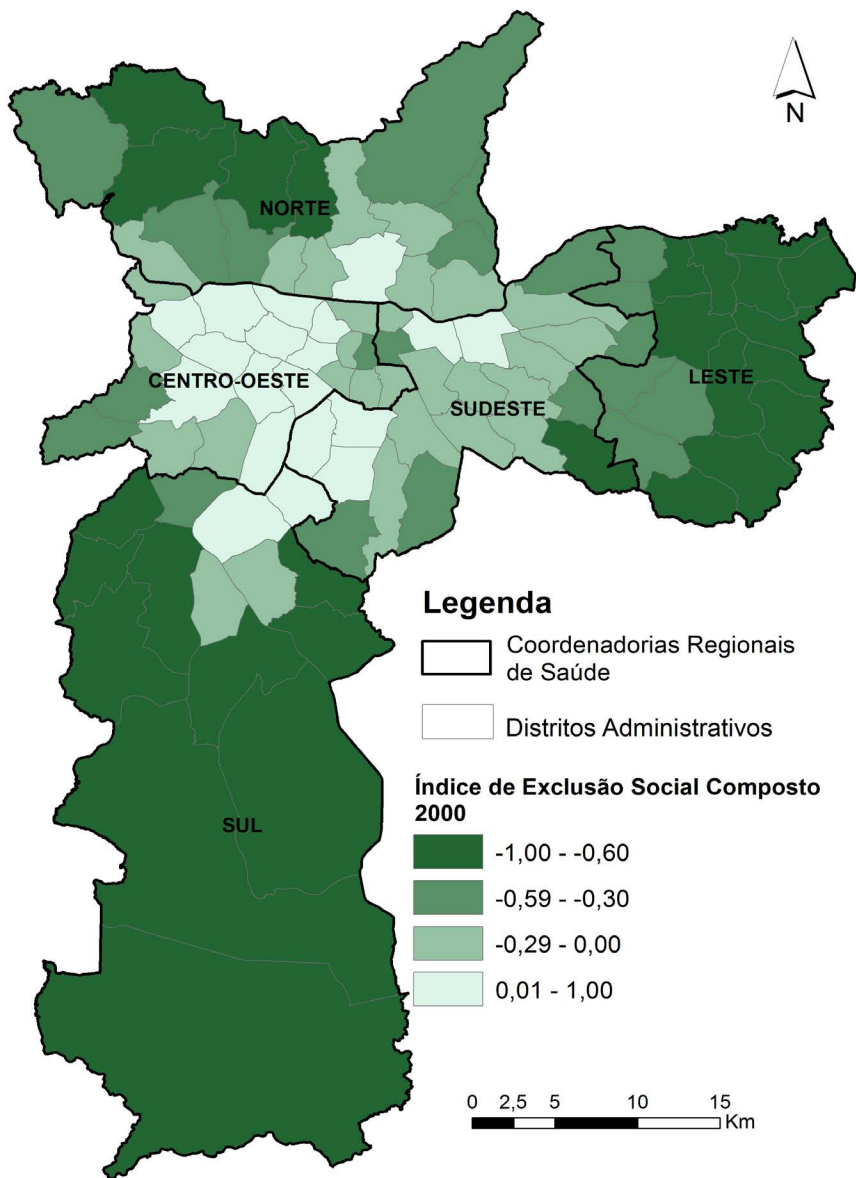 N
NORTE
CENTRO-OESTE
SUDESTE
LESTE
SUL
Legenda
Coordenadorias Regionais
de Saúde
Distritos Administrativos
Índice de Exclusão Social Composto
2000
-1,00 - -0,60
-0,59 - -0,30
-0,29 - 0,00
0,01 - 1,00
0 2,5 5 10 15
Km